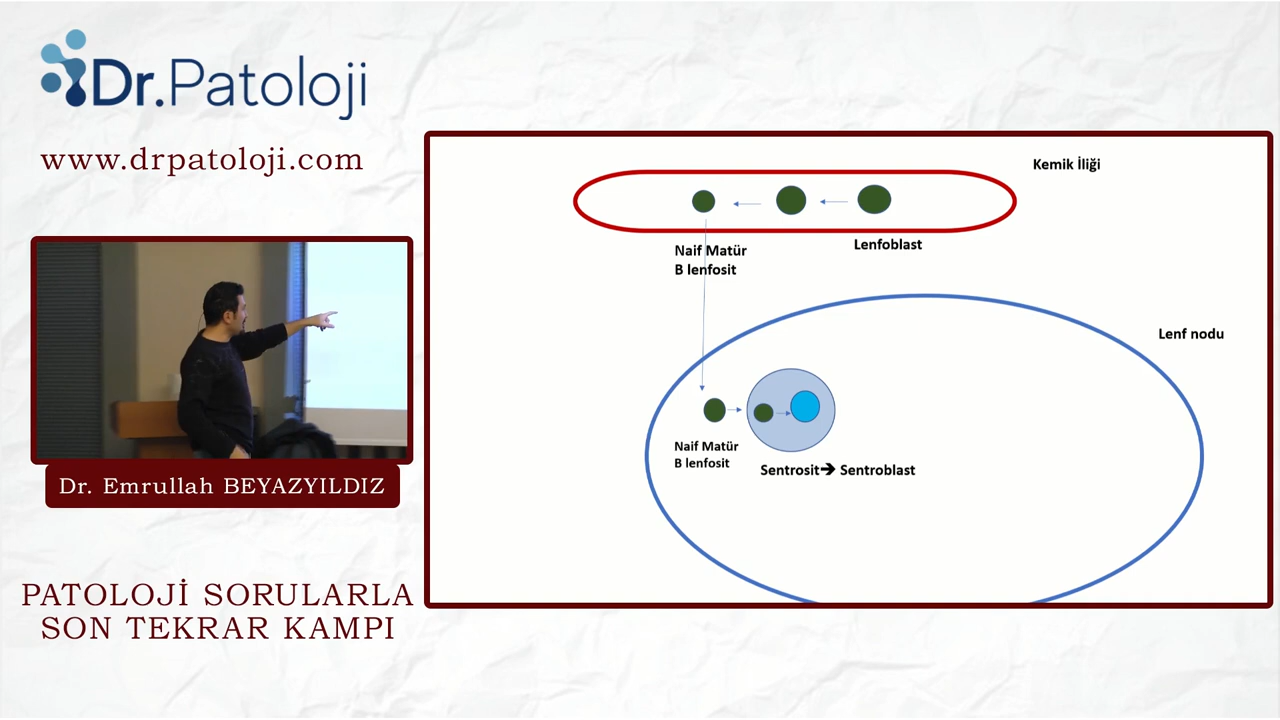 Dr.Patoloji
www.drpatoloji.com
Dr. Emrullah BEYAZYILDIZ
PATOLOJİ SORULARLA
SON TEKRAR KAMPI
Kemik İliği
Naif Matür
B lenfosit
Lenfoblast
Lenf nodu
Naif Matür
B lenfosit
Sentrosit➔ Sentroblast